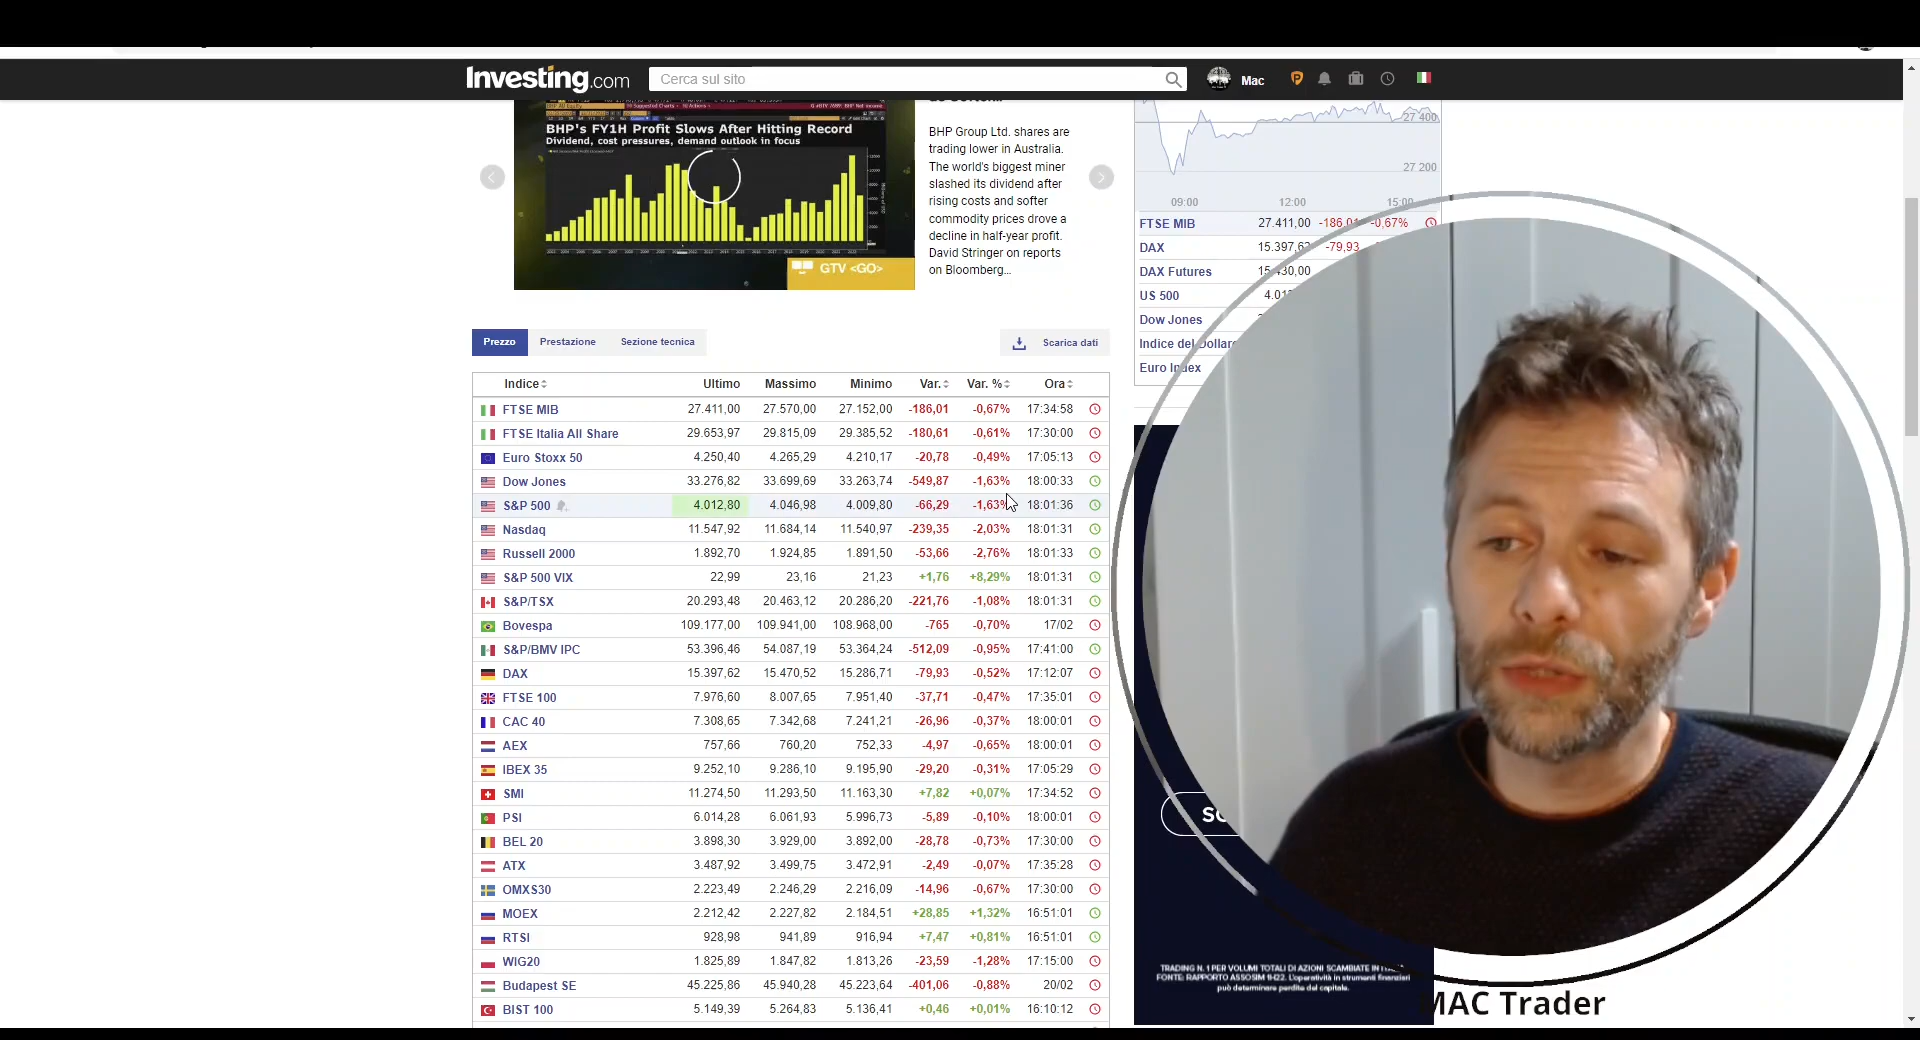 Investing.com
Cerca sul sito
Mac
BHP's FY1H Profit Slows After Hitting Record
Dividend, cost pressures, demand outlook in focus
GTV <GO>
BHP Group Ltd. shares are
trading lower in Australia.
The world's biggest miner
slashed its dividend after
rising costs and softer
commodity prices drove a
decline in half-year profit.
David Stringer on reports
on Bloomberg...
27 400
27 200
09:00 12:00 15:00
FTSE MIB 27.411,00 -186,01 -0,67%
DAX 15.397,62 -79,93
DAX Futures 15.430,00
US 500
Dow Jones
Indice del Dollaro
Euro Index
Prezzo Prestazione Sezione tecnica Scarica dati
Indice Ultimo Massimo Minimo Var. Var. % Ora
FTSE MIB 27.411,00 27.570,00 27.152,00 -186,01 -0,67% 17:34:58
FTSE Italia All Share 29.653,97 29.815,09 29.385,52 -180,61 -0,61% 17:30:00
Euro Stoxx 50 4.250,40 4.265,29 4.210,17 -20,78 -0,49% 17:05:13
Dow Jones 33.276,82 33.699,69 33.263,74 -549,87 -1,63% 18:00:33
S&P 500 4.012,80 4.046,98 4.009,80 -66,29 -1,63% 18:01:36
Nasdaq 11.547,92 11.684,14 11.540,97 -239,35 -2,03% 18:01:31
Russell 2000 1.892,70 1.924,85 1.891,50 -53,66 -2,76% 18:01:33
S&P 500 VIX 22,99 23,16 21,23 +1,76 +8,29% 18:01:31
S&P/TSX 20.293,48 20.463,12 20.286,20 -221,76 -1,08% 18:01:31
Bovespa 109.177,00 109.941,00 108.968,00 -765 -0,70% 17/02
S&P/BMV IPC 53.396,46 54.087,19 53.364,24 -512,09 -0,95% 17:41:00
DAX 15.397,62 15.470,52 15.286,71 -79,93 -0,52% 17:12:07
FTSE 100 7.976,60 8.007,65 7.951,40 -37,71 -0,47% 17:35:01
CAC 40 7.308,65 7.342,68 7.241,21 -26,96 -0,37% 18:00:01
AEX 757,66 760,20 752,33 -4,97 -0,65% 18:00:01
IBEX 35 9.252,10 9.286,10 9.195,90 -29,20 -0,31% 17:05:29
SMI 11.274,50 11.293,50 11.163,30 +7,82 +0,07% 17:34:52
PSI 6.014,28 6.061,93 5.996,73 -5,89 -0,10% 18:00:01
BEL 20 3.898,30 3.929,00 3.892,00 -28,78 -0,73% 17:30:00
ATX 3.487,92 3.499,75 3.472,91 -2,49 -0,07% 17:35:28
OMXS30 2.223,49 2.246,29 2.216,09 -14,96 -0,67% 17:30:00
MOEX 2.212,42 2.227,82 2.184,51 +28,85 +1,32% 16:51:01
RTSI 928,98 941,89 916,94 +7,47 +0,81% 16:51:01
WIG20 1.825,89 1.847,82 1.813,26 -23,59 -1,28% 17:15:00
Budapest SE 45.225,86 45.940,28 45.223,64 -401,06 -0,88% 20/02
BIST 100 5.149,39 5.264,83 5.136,41 +0,46 +0,01% 16:10:12
TRADING N. 1 PER VOLUMI TOTALI DI AZIONI SCAMBIATE IN ITALIA.
FONTE: RAPPORTO ASSOSIM 1H22. L'operatività in strumenti finanziari
può determinare perdite del capitale.
MAC Trader